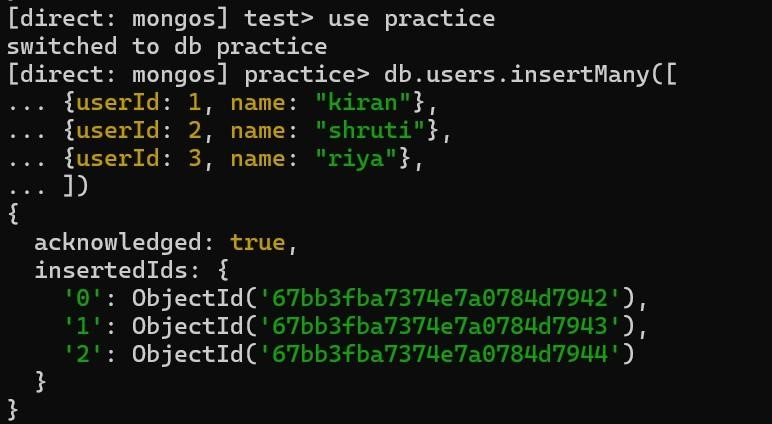 [direct: mongos] test> use practice
switched to db practice
[direct: mongos] practice> db.users.insertMany([
... {userId: 1, name: "kiran"},
... {userId: 2, name: "shruti"},
... {userId: 3, name: "riya"},
... ])
{
  acknowledged: true,
  insertedIds: {
    '0': ObjectId('67bb3fba7374e7a0784d7942'),
    '1': ObjectId('67bb3fba7374e7a0784d7943'),
    '2': ObjectId('67bb3fba7374e7a0784d7944')
  }
}